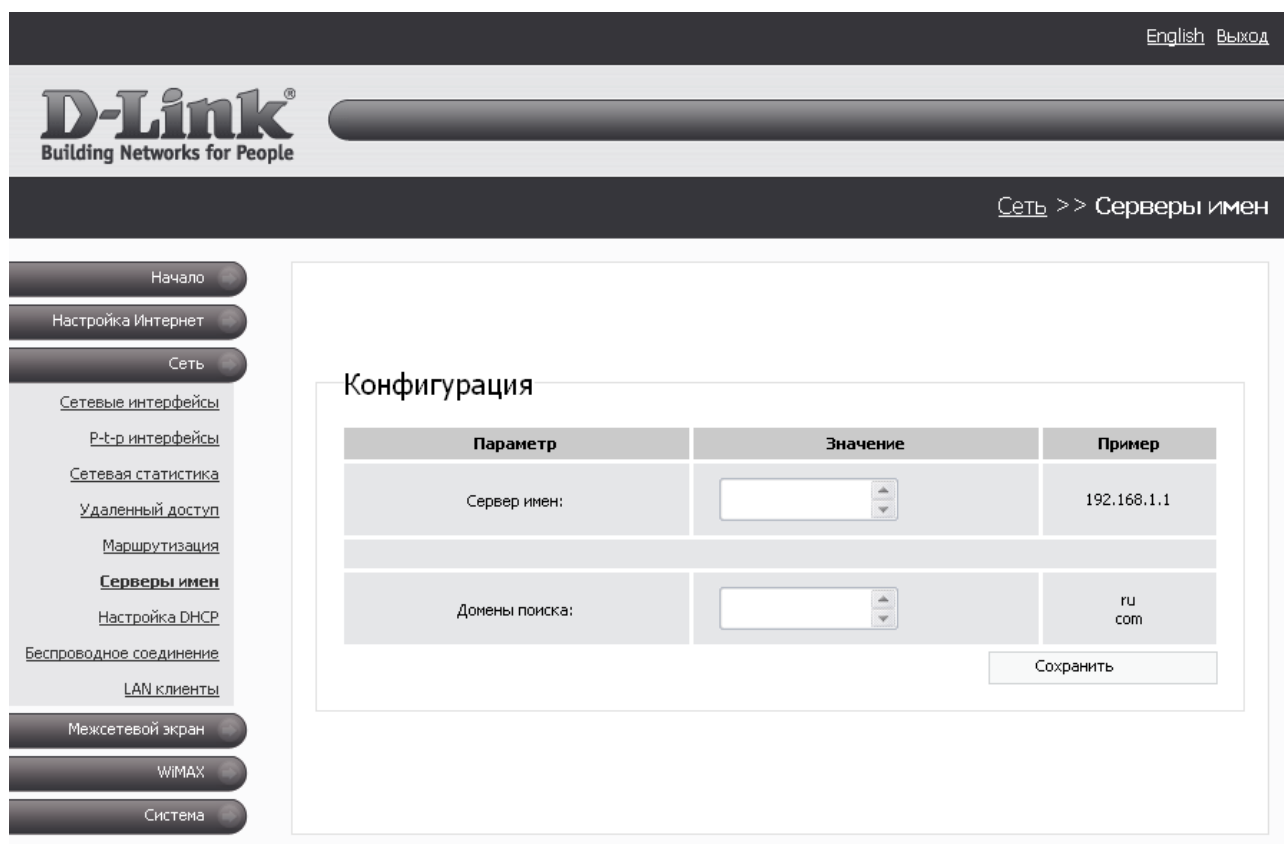 English Выход
D-Link®
Building Networks for People
Сеть >> Серверы имен
Начало
Настройка Интернет
Сеть
Сетевые интерфейсы
P-t-p интерфейсы
Сетевая статистика
Удаленный доступ
Маршрутизация
Серверы имен
Настройка DHCP
Беспроводное соединение
LAN клиенты
Межсетевой экран
WiMAX
Система
Конфигурация
Параметр Значение Пример
Сервер имен: 192.168.1.1
Домены поиска: ru
com
Сохранить